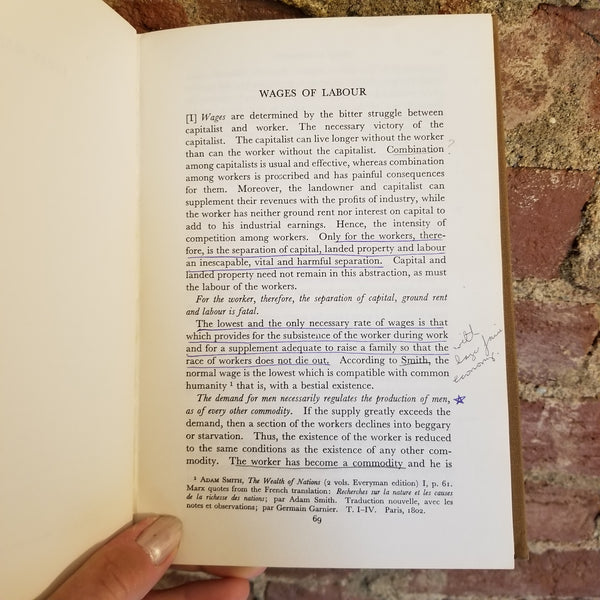 WAGES OF LABOUR
[I] Wages are determined by the bitter struggle between
capitalist and worker. The necessary victory of the
capitalist. The capitalist can live longer without the worker
than can the worker without the capitalist. Combination
?
among capitalists is usual and effective, whereas combination
among workers is proscribed and has painful consequences
for them. Moreover, the landowner and capitalist can
supplement their revenues with the profits of industry, while
the worker has neither ground rent nor interest on capital to
add to his industrial earnings. Hence, the intensity of
competition among workers. Only for the workers, there-
fore, is the separation of capital, landed property and labour
an inescapable, vital and harmful separation. Capital and
landed property need not remain in this abstraction, as must
the labour of the workers.
For the worker, therefore, the separation of capital, ground rent
and labour is fatal.
The lowest and the only necessary rate of wages is that
which provides for the subsistence of the worker during work
and for a supplement adequate to raise a family so that the
race of workers does not die out. According to Smith, the
normal wage is the lowest which is compatible with common
humanity ¹ that is, with a bestial existence.
with
economy.
The demand for men necessarily regulates the production of men,
as of every other commodity. If the supply greatly exceeds the
demand, then a section of the workers declines into beggary
or starvation. Thus, the existence of the worker is reduced
to the same conditions as the existence of any other com-
modity. The worker has become a commodity and he is
¹ ADAM SMITH, The Wealth of Nations (2 vols. Everyman edition) I, p. 61.
Marx quotes from the French translation: Recherches sur la nature et les causes
de la richesse des nations; par Adam Smith. Traduction nouvelle, avec les
notes et observations; par Germain Garnier. T. I-IV. Paris, 1802.
69